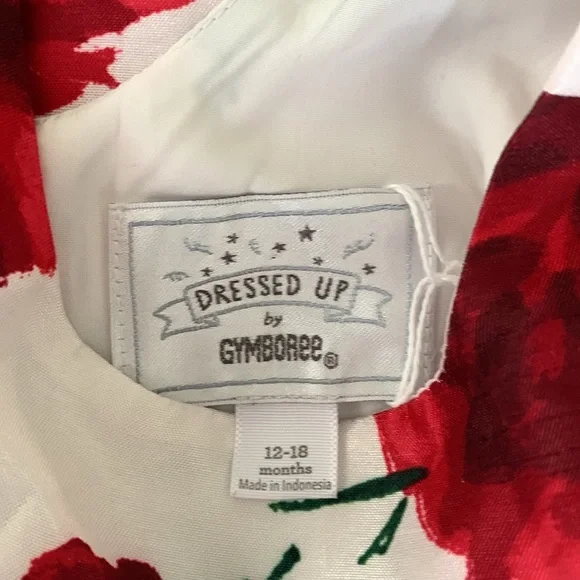 DRESSED UP
by
GYMBOREE®
12-18
months
Made in Indonesia